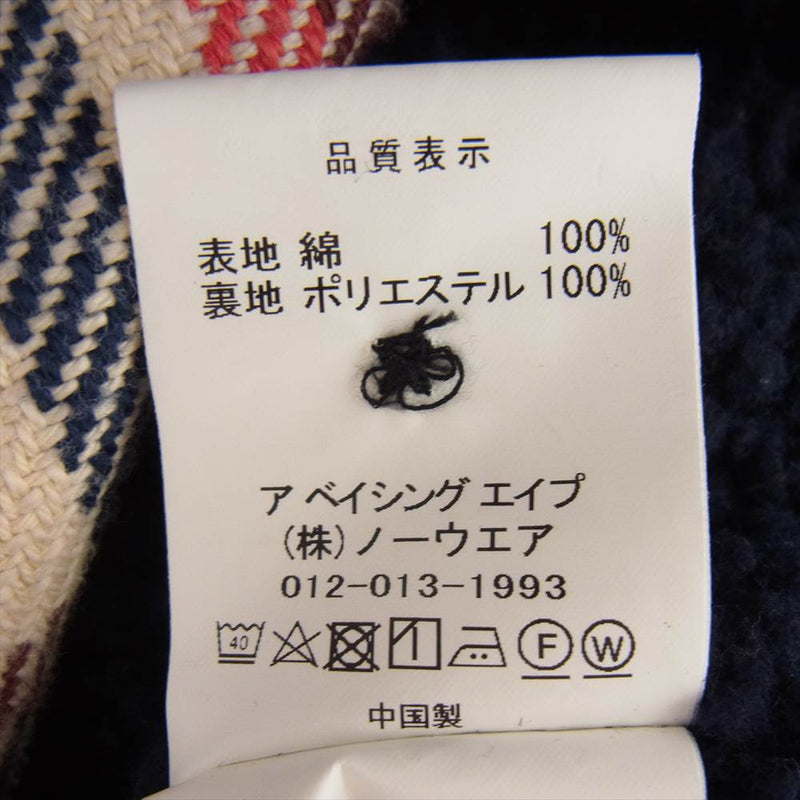 品質表示
表地 綿 100%
裏地 ポリエステル 100%
ア ベイシング エイプ
(株)ノーウエア
012-013-1993
40 F W
中国製